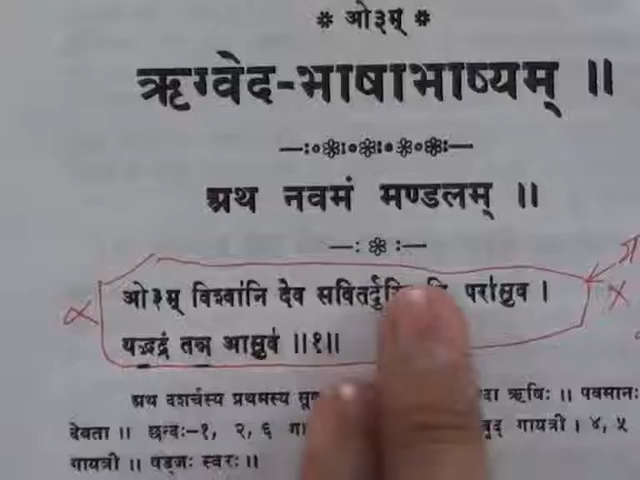 * ओ३म् *
ऋग्वेद-भाषाभाष्यम् ॥
अथ नवमं मण्डलम् ॥
ओ३म् विश्वा॑नि देव सवितर्दु परा॑सुव ।
यद्भद्रं तन्न आसु॑व ॥१॥
अथ दशर्चस्य प्रथमस्य ऋषिः ॥ पवमानः
देवता ॥ छन्दः-१, २, ६ गायत्री । ४, ५
गायत्री ॥ षड्जः स्वरः ॥